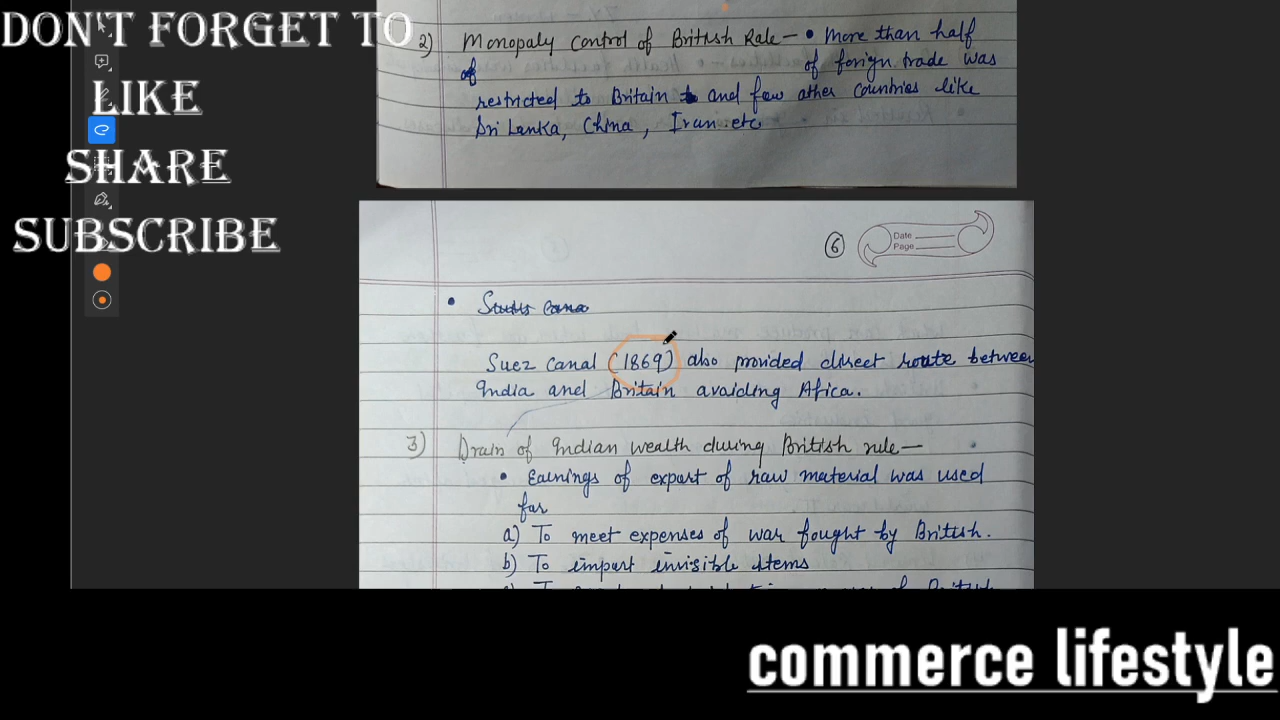 DON'T FORGET TO
LIKE
SHARE
SUBSCRIBE
2) Monopaly control of British Rale – • More than half
of forign trade was
restricted to Britain and few other Countries like
Sri Lanka, China, Iran etc
6
Date
Page
• 
Suez Canal (1869) also provided direct route between
India and Britain avoiding Africa.
3) Drain of Indian wealth during British rule –
• Earnings of export of raw material was used
for
a) To meet expenses of war fought by British.
b) To import invisible items
commerce lifestyle